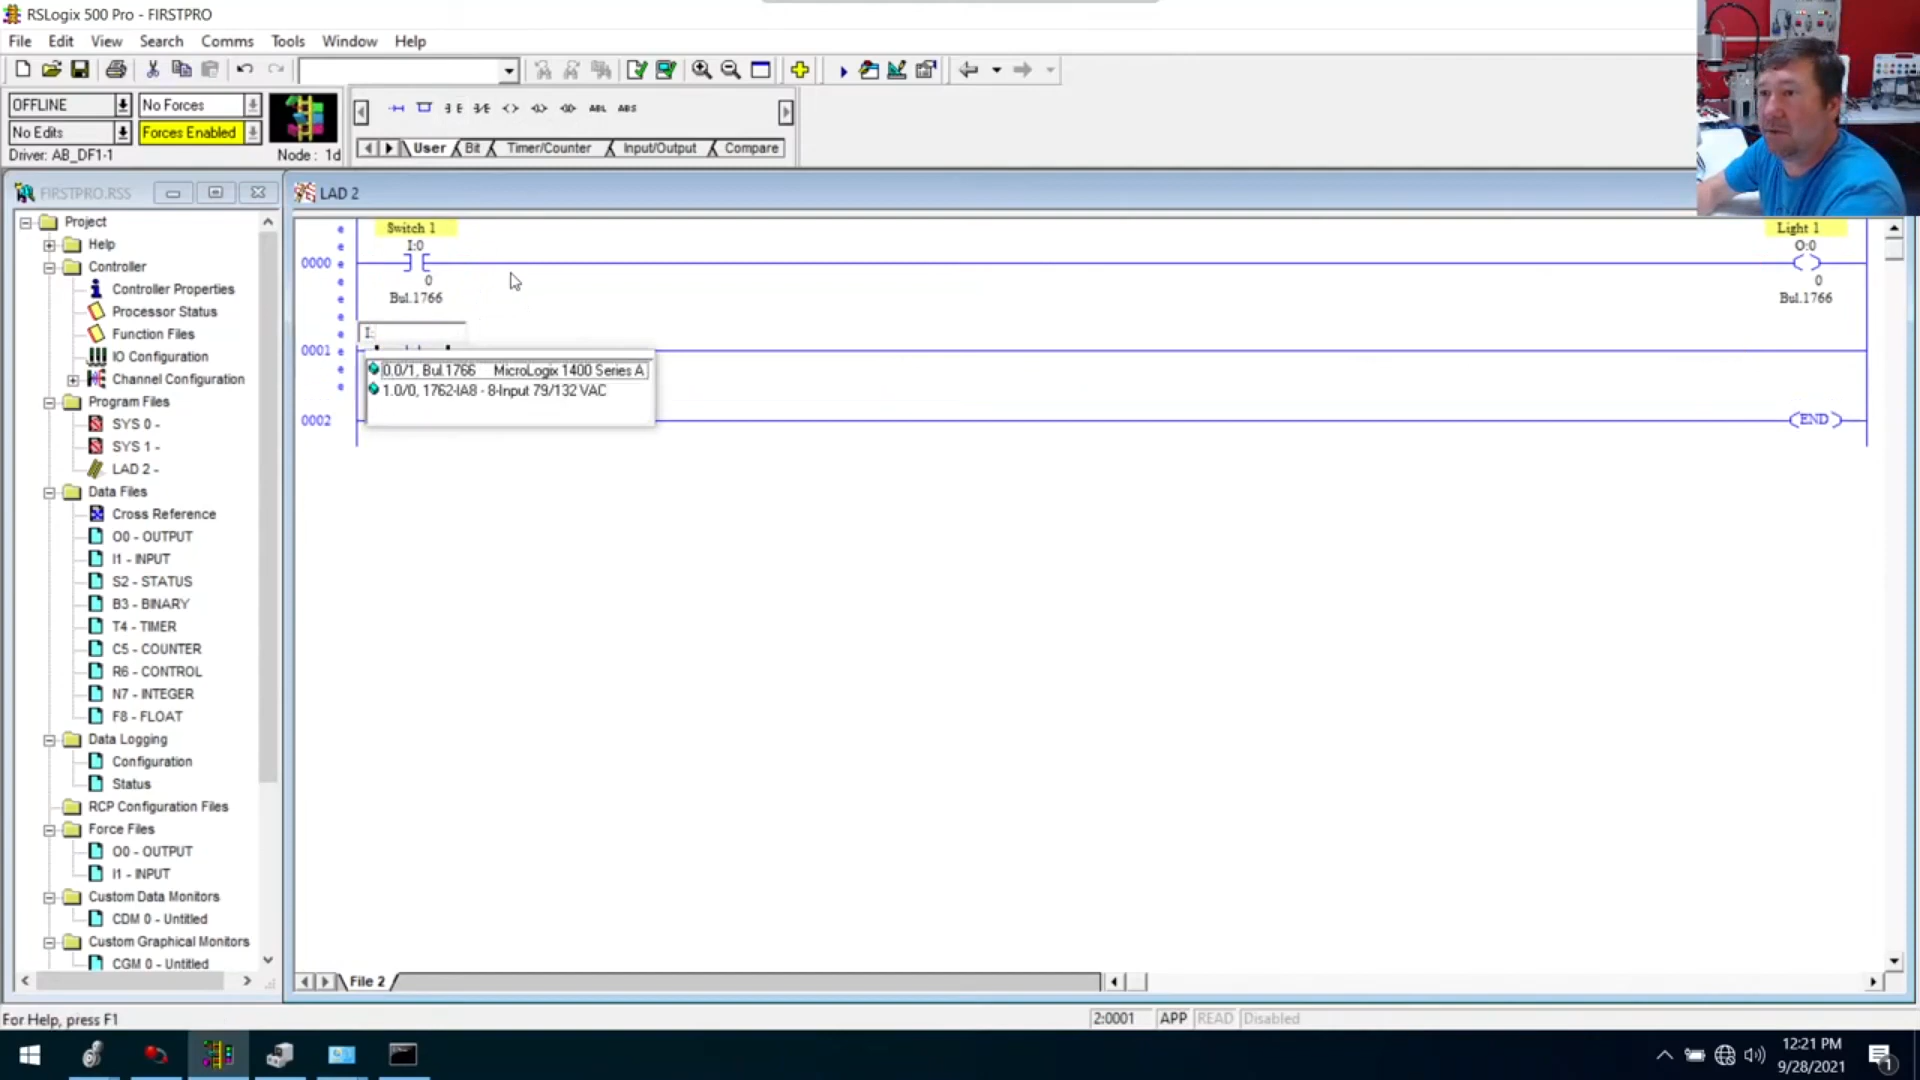 RSLogix 500 Pro - FIRSTPRO
File Edit View Search Comms Tools Window Help
OFFLINE No Forces
No Edits Forces Enabled
Driver: AB_DF1-1 Node : 1d
ABL ABS
User Bit Timer/Counter Input/Output Compare
FIRSTPRO.RSS
Project
Help
Controller
Controller Properties
Processor Status
Function Files
IO Configuration
Channel Configuration
Program Files
SYS 0 -
SYS 1 -
LAD 2 -
Data Files
Cross Reference
O0 - OUTPUT
I1 - INPUT
S2 - STATUS
B3 - BINARY
T4 - TIMER
C5 - COUNTER
R6 - CONTROL
N7 - INTEGER
F8 - FLOAT
Data Logging
Configuration
Status
RCP Configuration Files
Force Files
O0 - OUTPUT
I1 - INPUT
Custom Data Monitors
CDM 0 - Untitled
Custom Graphical Monitors
CGM 0 - Untitled
LAD 2
Switch 1 Light 1
I:0 O:0
0000 e
0 0
Bul.1766 Bul.1766
I:
0001 e
0.0/1, Bul.1766 MicroLogix 1400 Series A
1.0/0, 1762-IA8 - 8-Input 79/132 VAC
0002 END
File 2
For Help, press F1
2:0001 APP READ Disabled
12:21 PM
9/28/2021
1